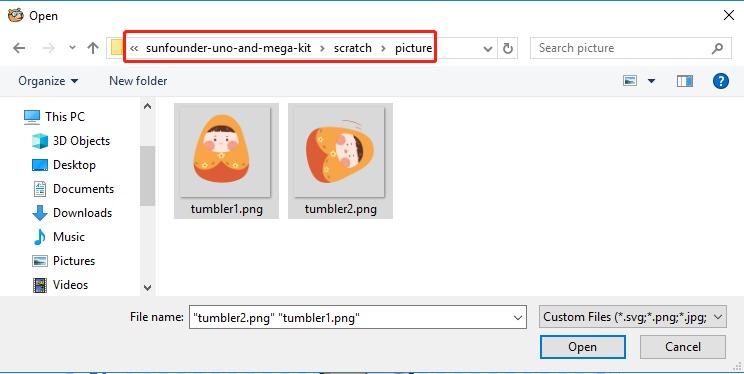 Open
« sunfounder-uno-and-mega-kit > scratch > picture
Search picture
Organize
New folder
This PC
3D Objects
Desktop
Documents
Downloads
Music
Pictures
Videos
tumbler1.png
tumbler2.png
File name:
"tumbler2.png" "tumbler1.png"
Custom Files (*.svg;*.png;*.jpg;
Open
Cancel